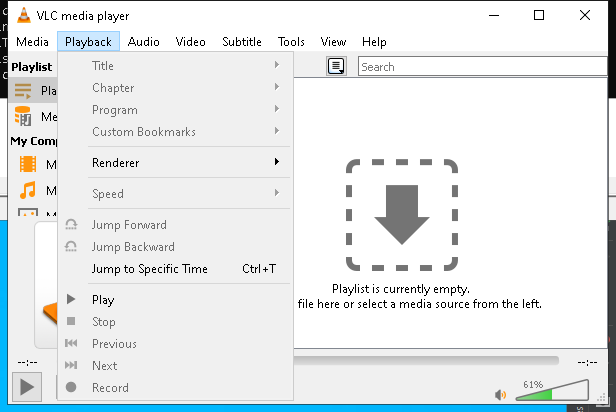 VLC media player
Media Playback Audio Video Subtitle Tools View Help
Playlist
Search
Title
Chapter
Program
Custom Bookmarks
My Comp
Renderer
Speed
Jump Forward
Jump Backward
Jump to Specific Time Ctrl+T
Play
Stop
Previous
Next
Record
Playlist is currently empty.
file here or select a media source from the left.
--:-- --:--
61%